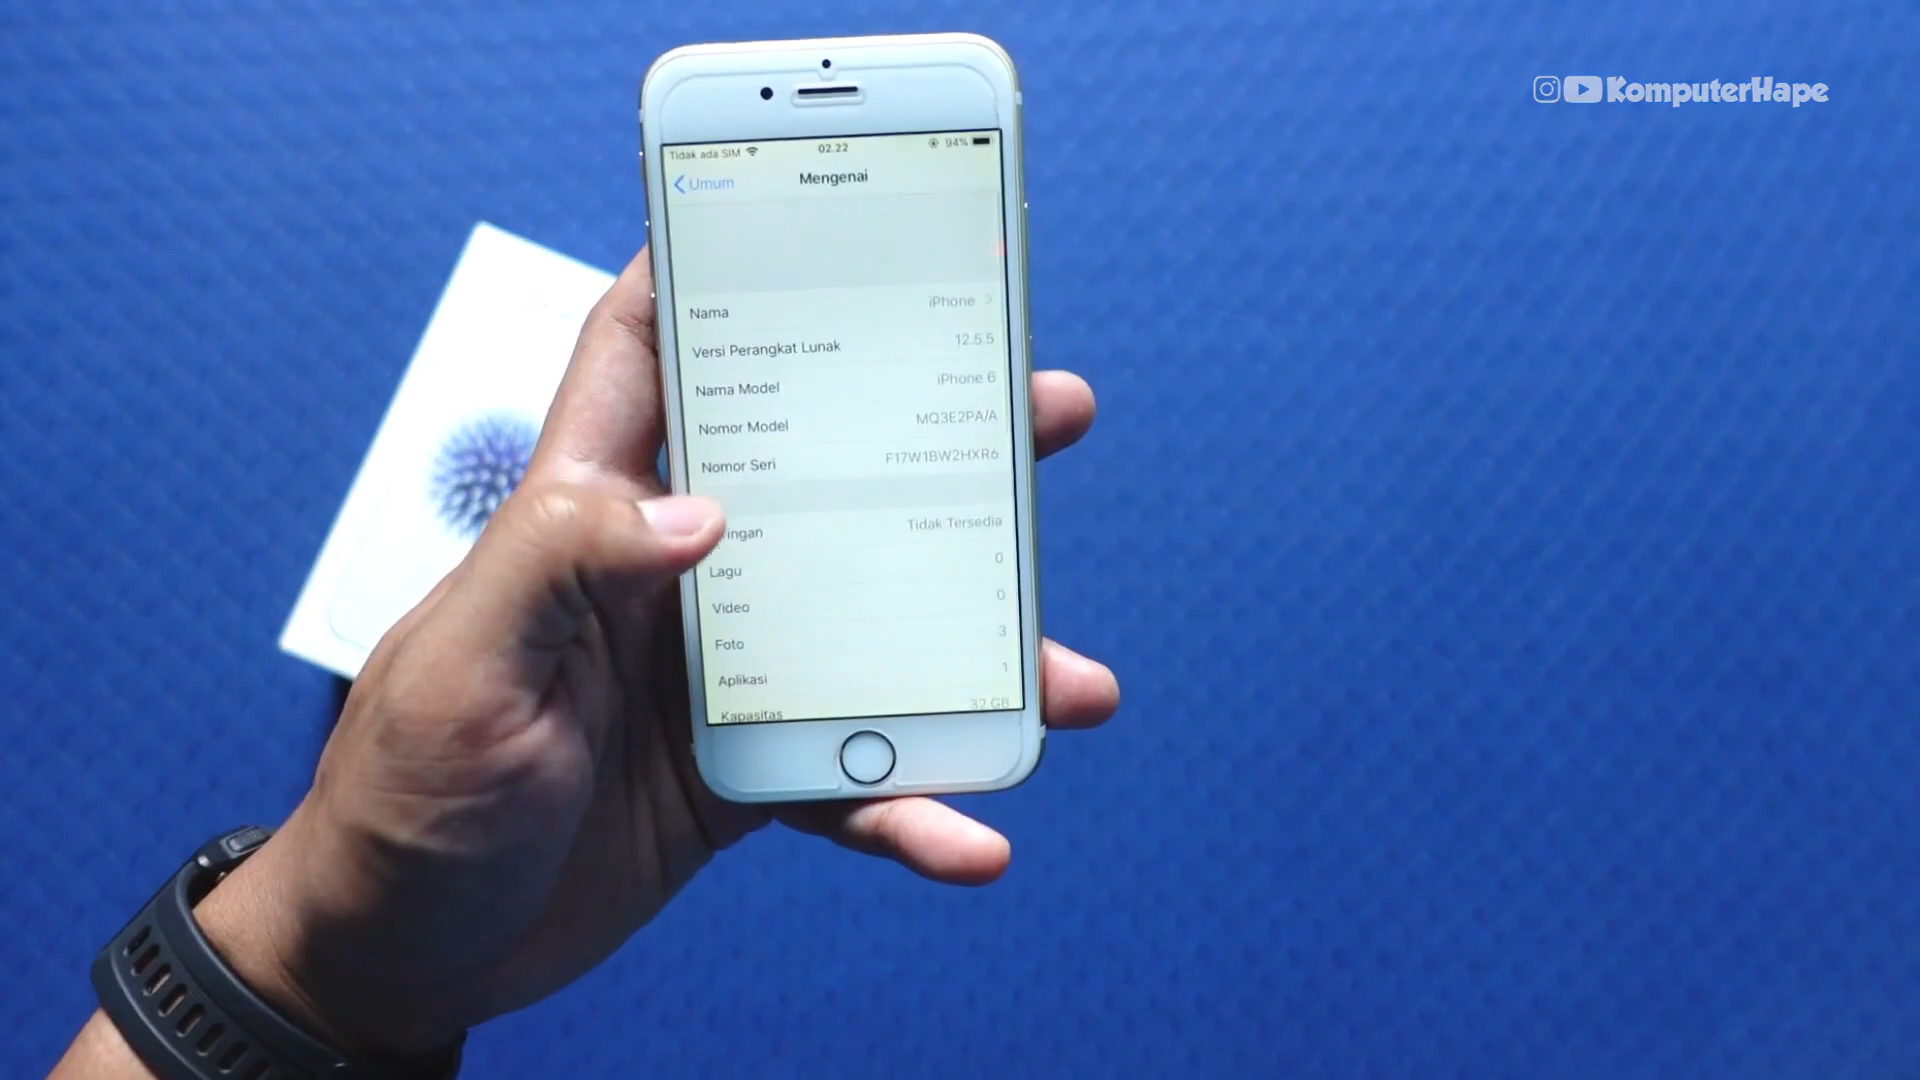 KomputerHape
Tidak ada SIM 02.22 94%
Umum Mengenai
Nama iPhone
Versi Perangkat Lunak 12.5.5
Nama Model iPhone 6
Nomor Model MQ3E2PA/A
Nomor Seri F17W1BW2HXR6
ingan Tidak Tersedia
Lagu 0
Video 0
Foto 3
Aplikasi 1
Kapasitas 32 GB